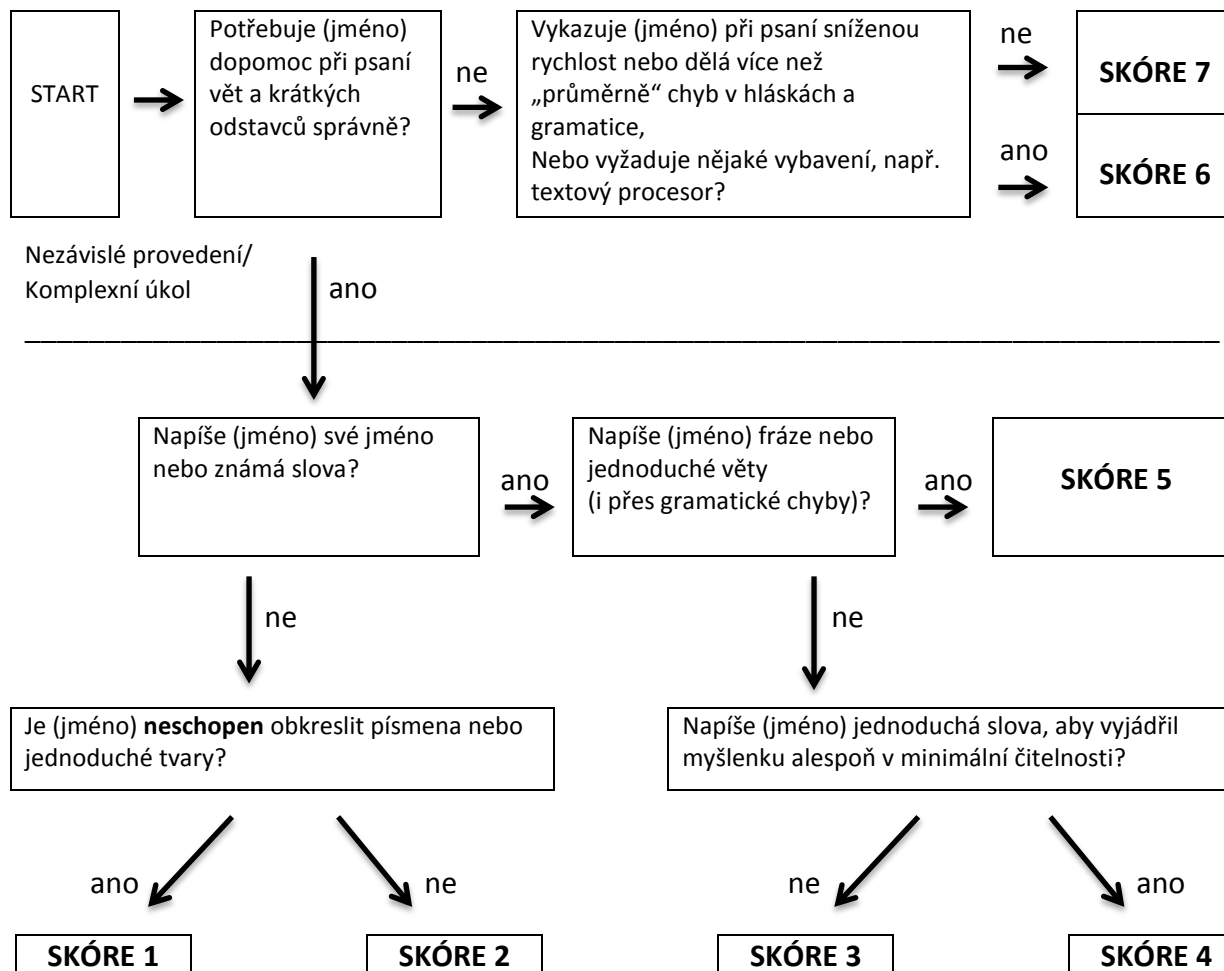 START
Potřebuje (jméno)
dopomoc při psaní
vět a krátkých
odstavců správně?
ne
Vykazuje (jméno) při psaní sníženou
rychlost nebo dělá více než
„průměrně“ chyb v hláskách a
gramatice,
Nebo vyžaduje nějaké vybavení, např.
textový procesor?
ne
SKÓRE 7
ano
SKÓRE 6
Nezávislé provedení/
Komplexní úkol
ano
Napíše (jméno) své jméno
nebo známá slova?
ano
Napíše (jméno) fráze nebo
jednoduché věty
(i přes gramatické chyby)?
ano
SKÓRE 5
ne
ne
Je (jméno) neschopen obkreslit písmena nebo
jednoduché tvary?
Napíše (jméno) jednoduchá slova, aby vyjádřil
myšlenku alespoň v minimální čitelnosti?
ano
ne
ne
ano
SKÓRE 1
SKÓRE 2
SKÓRE 3
SKÓRE 4